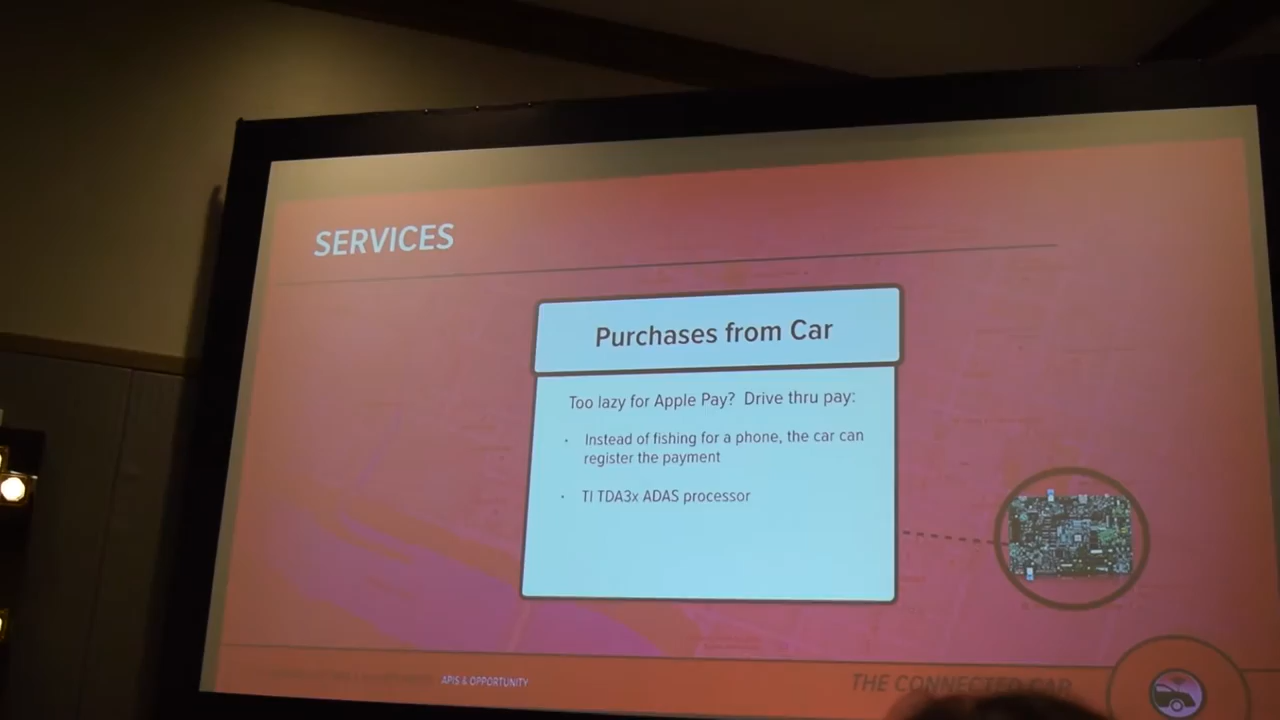 SERVICES
Purchases from Car
Too lazy for Apple Pay? Drive thru pay:
· Instead of fishing for a phone, the car can
register the payment
· TI TDA3x ADAS processor
APIS & OPPORTUNITY
THE CONNECTED CAR